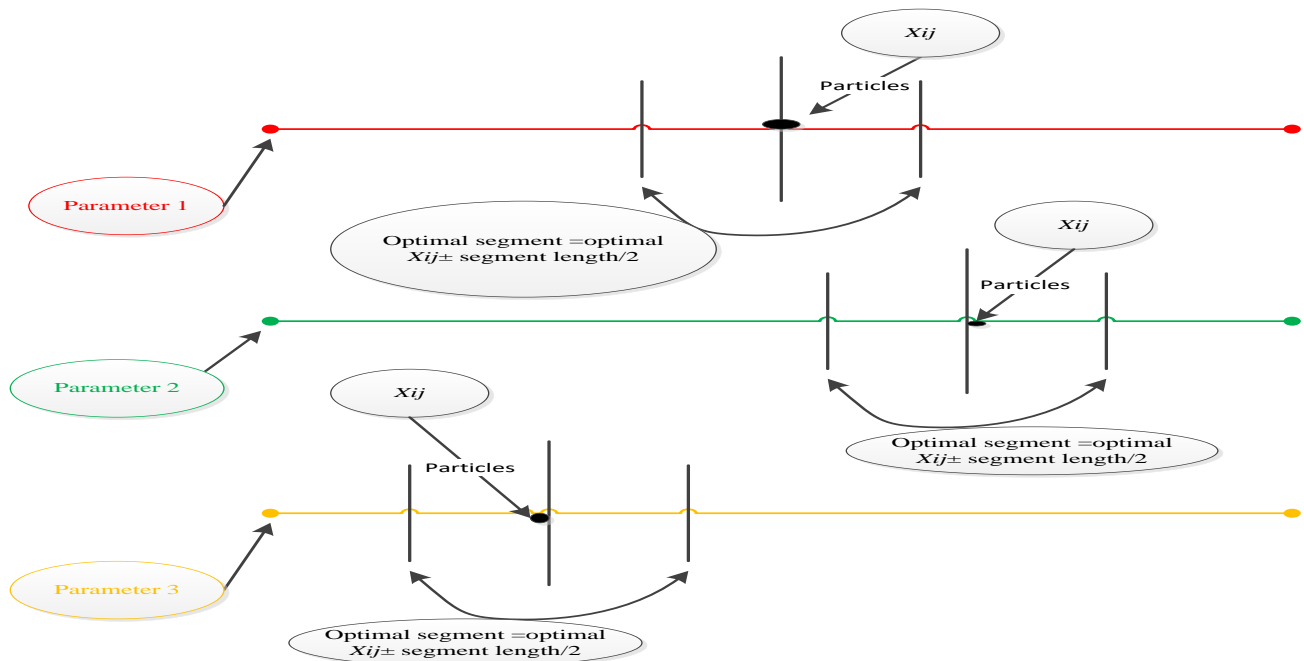 Xij
Particles
Parameter 1
Optimal segment =optimal
Xij± segment length/2
Xij
Particles
Parameter 2
Xij
Optimal segment =optimal
Xij± segment length/2
Particles
Parameter 3
Optimal segment =optimal
Xij± segment length/2